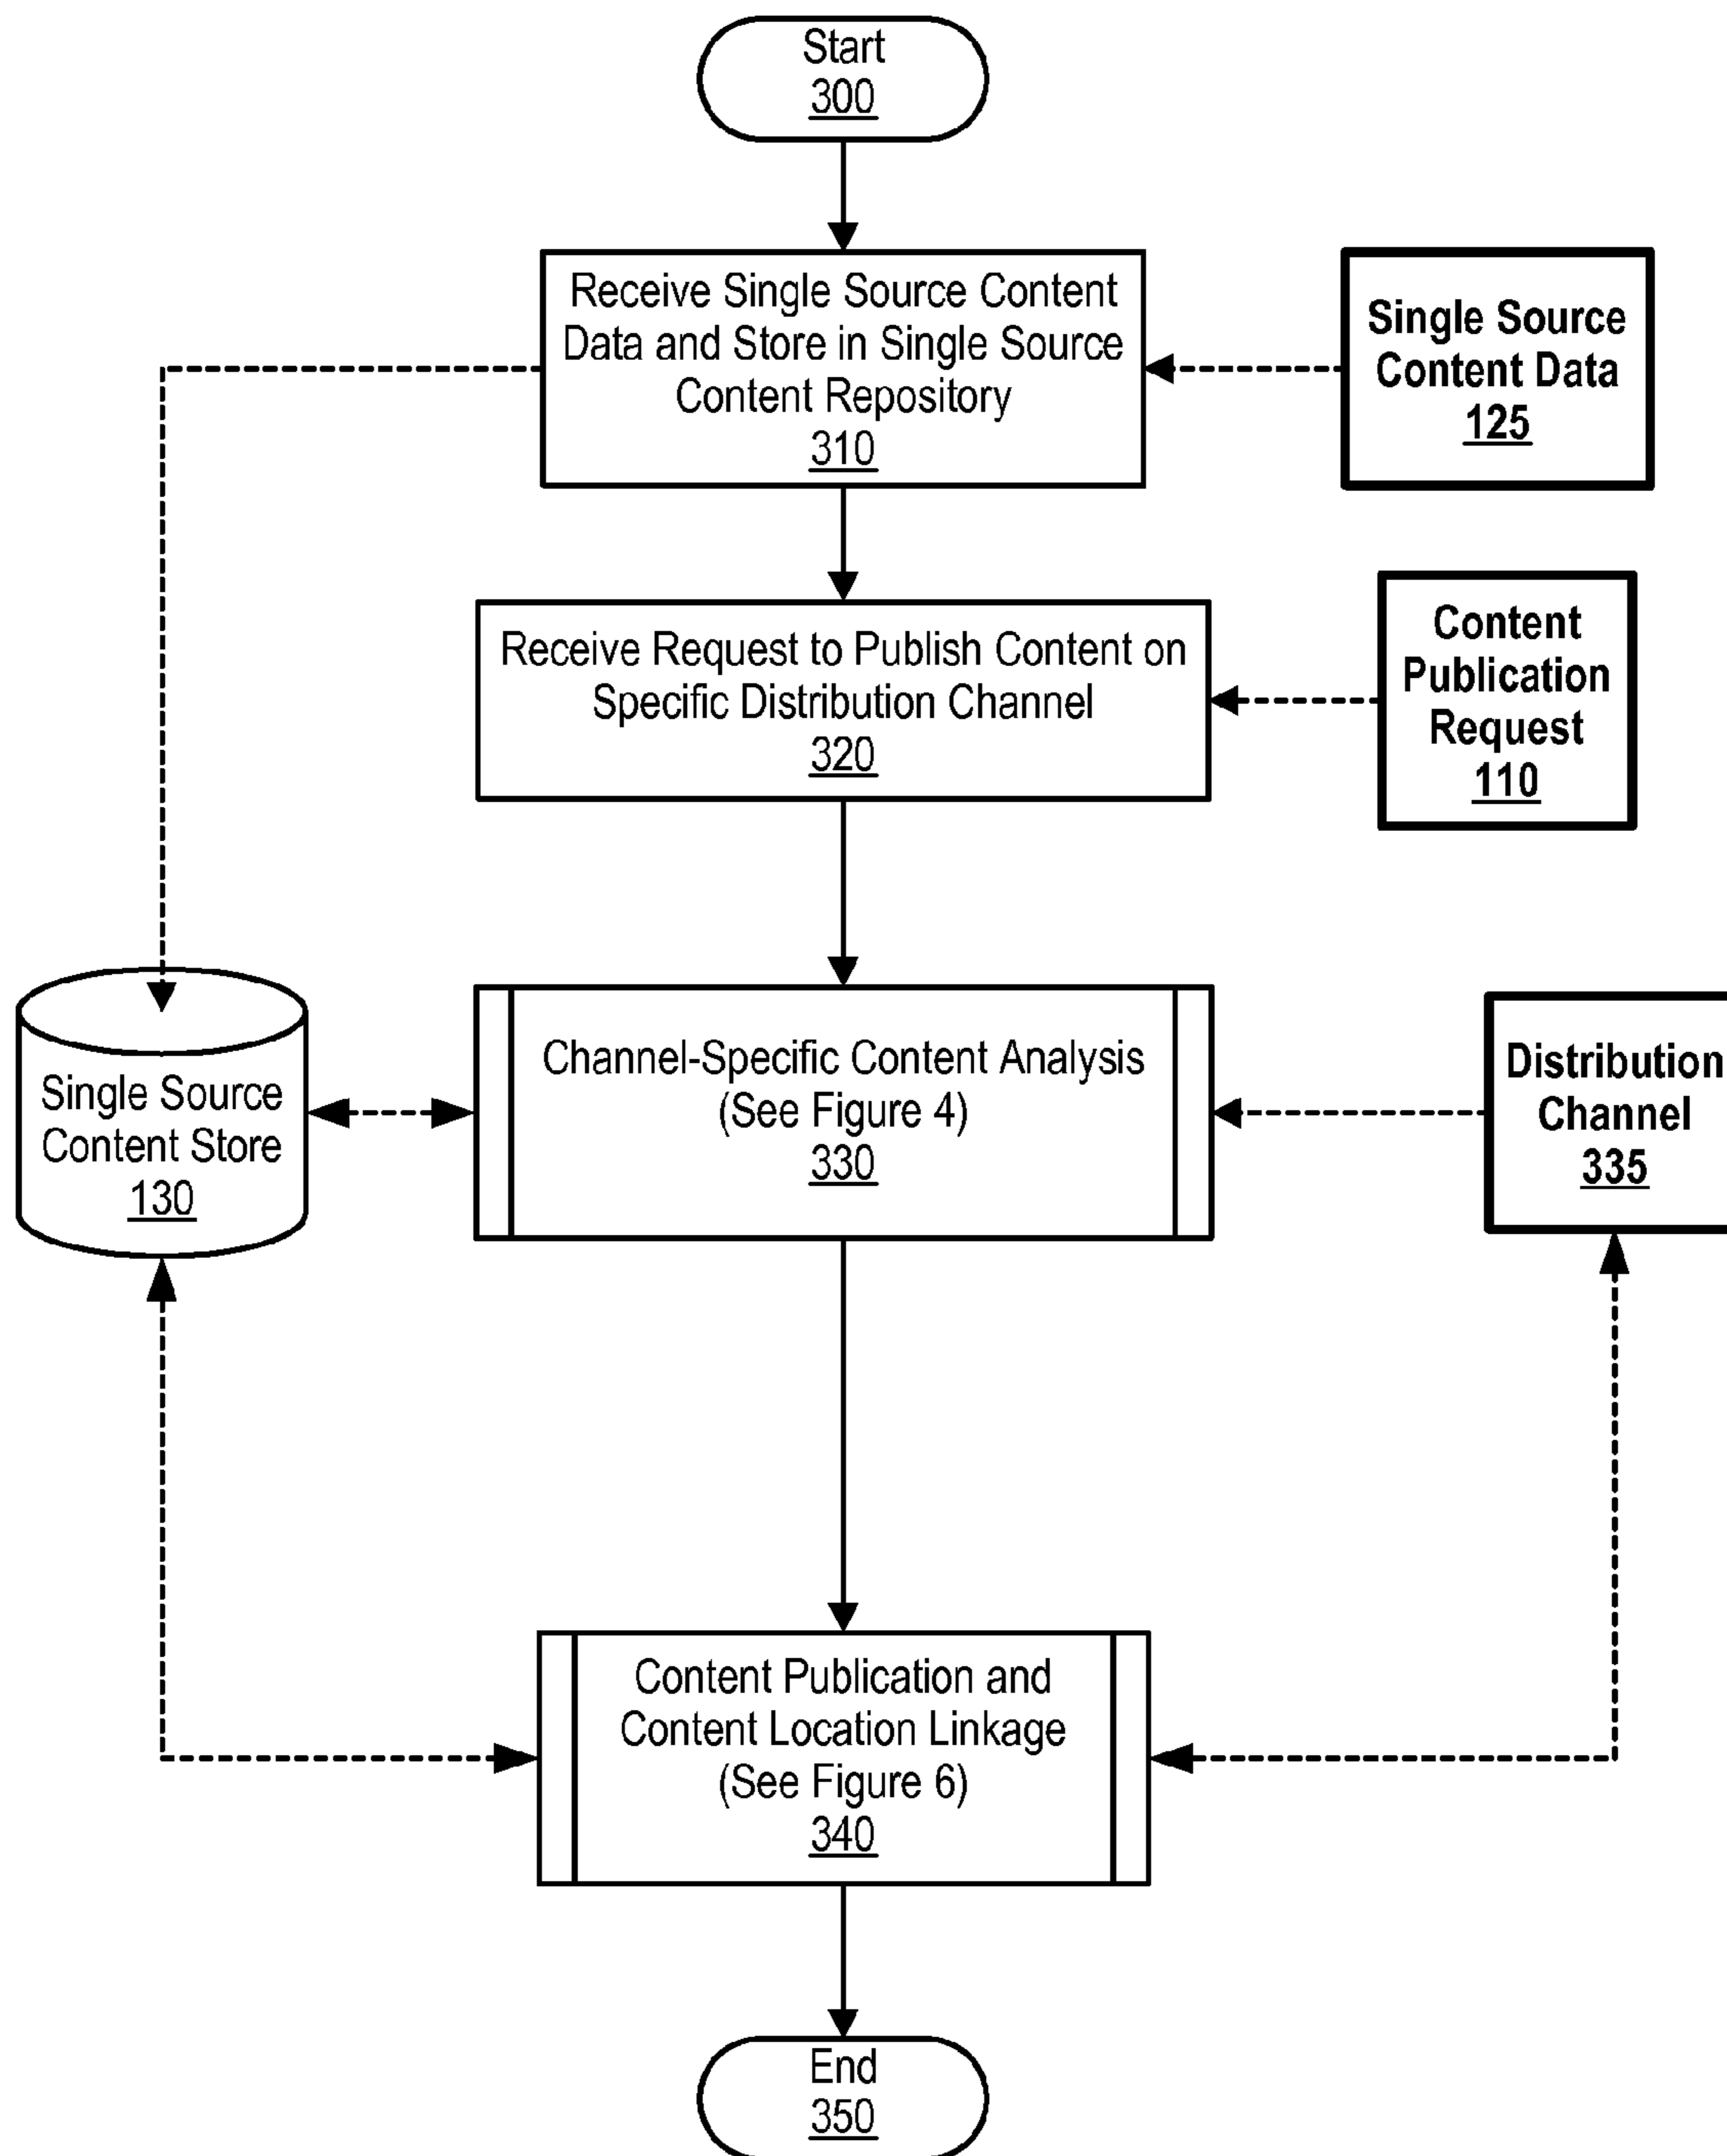 Start
300
Receive Single Source Content
Data and Store in Single Source
Content Repository
310
Single Source
Content Data
125
Receive Request to Publish Content on
Specific Distribution Channel
320
Content
Publication
Request
110
Single Source
Content Store
130
Channel-Specific Content Analysis
(See Figure 4)
330
Distribution
Channel
335
Content Publication and
Content Location Linkage
(See Figure 6)
340
End
350